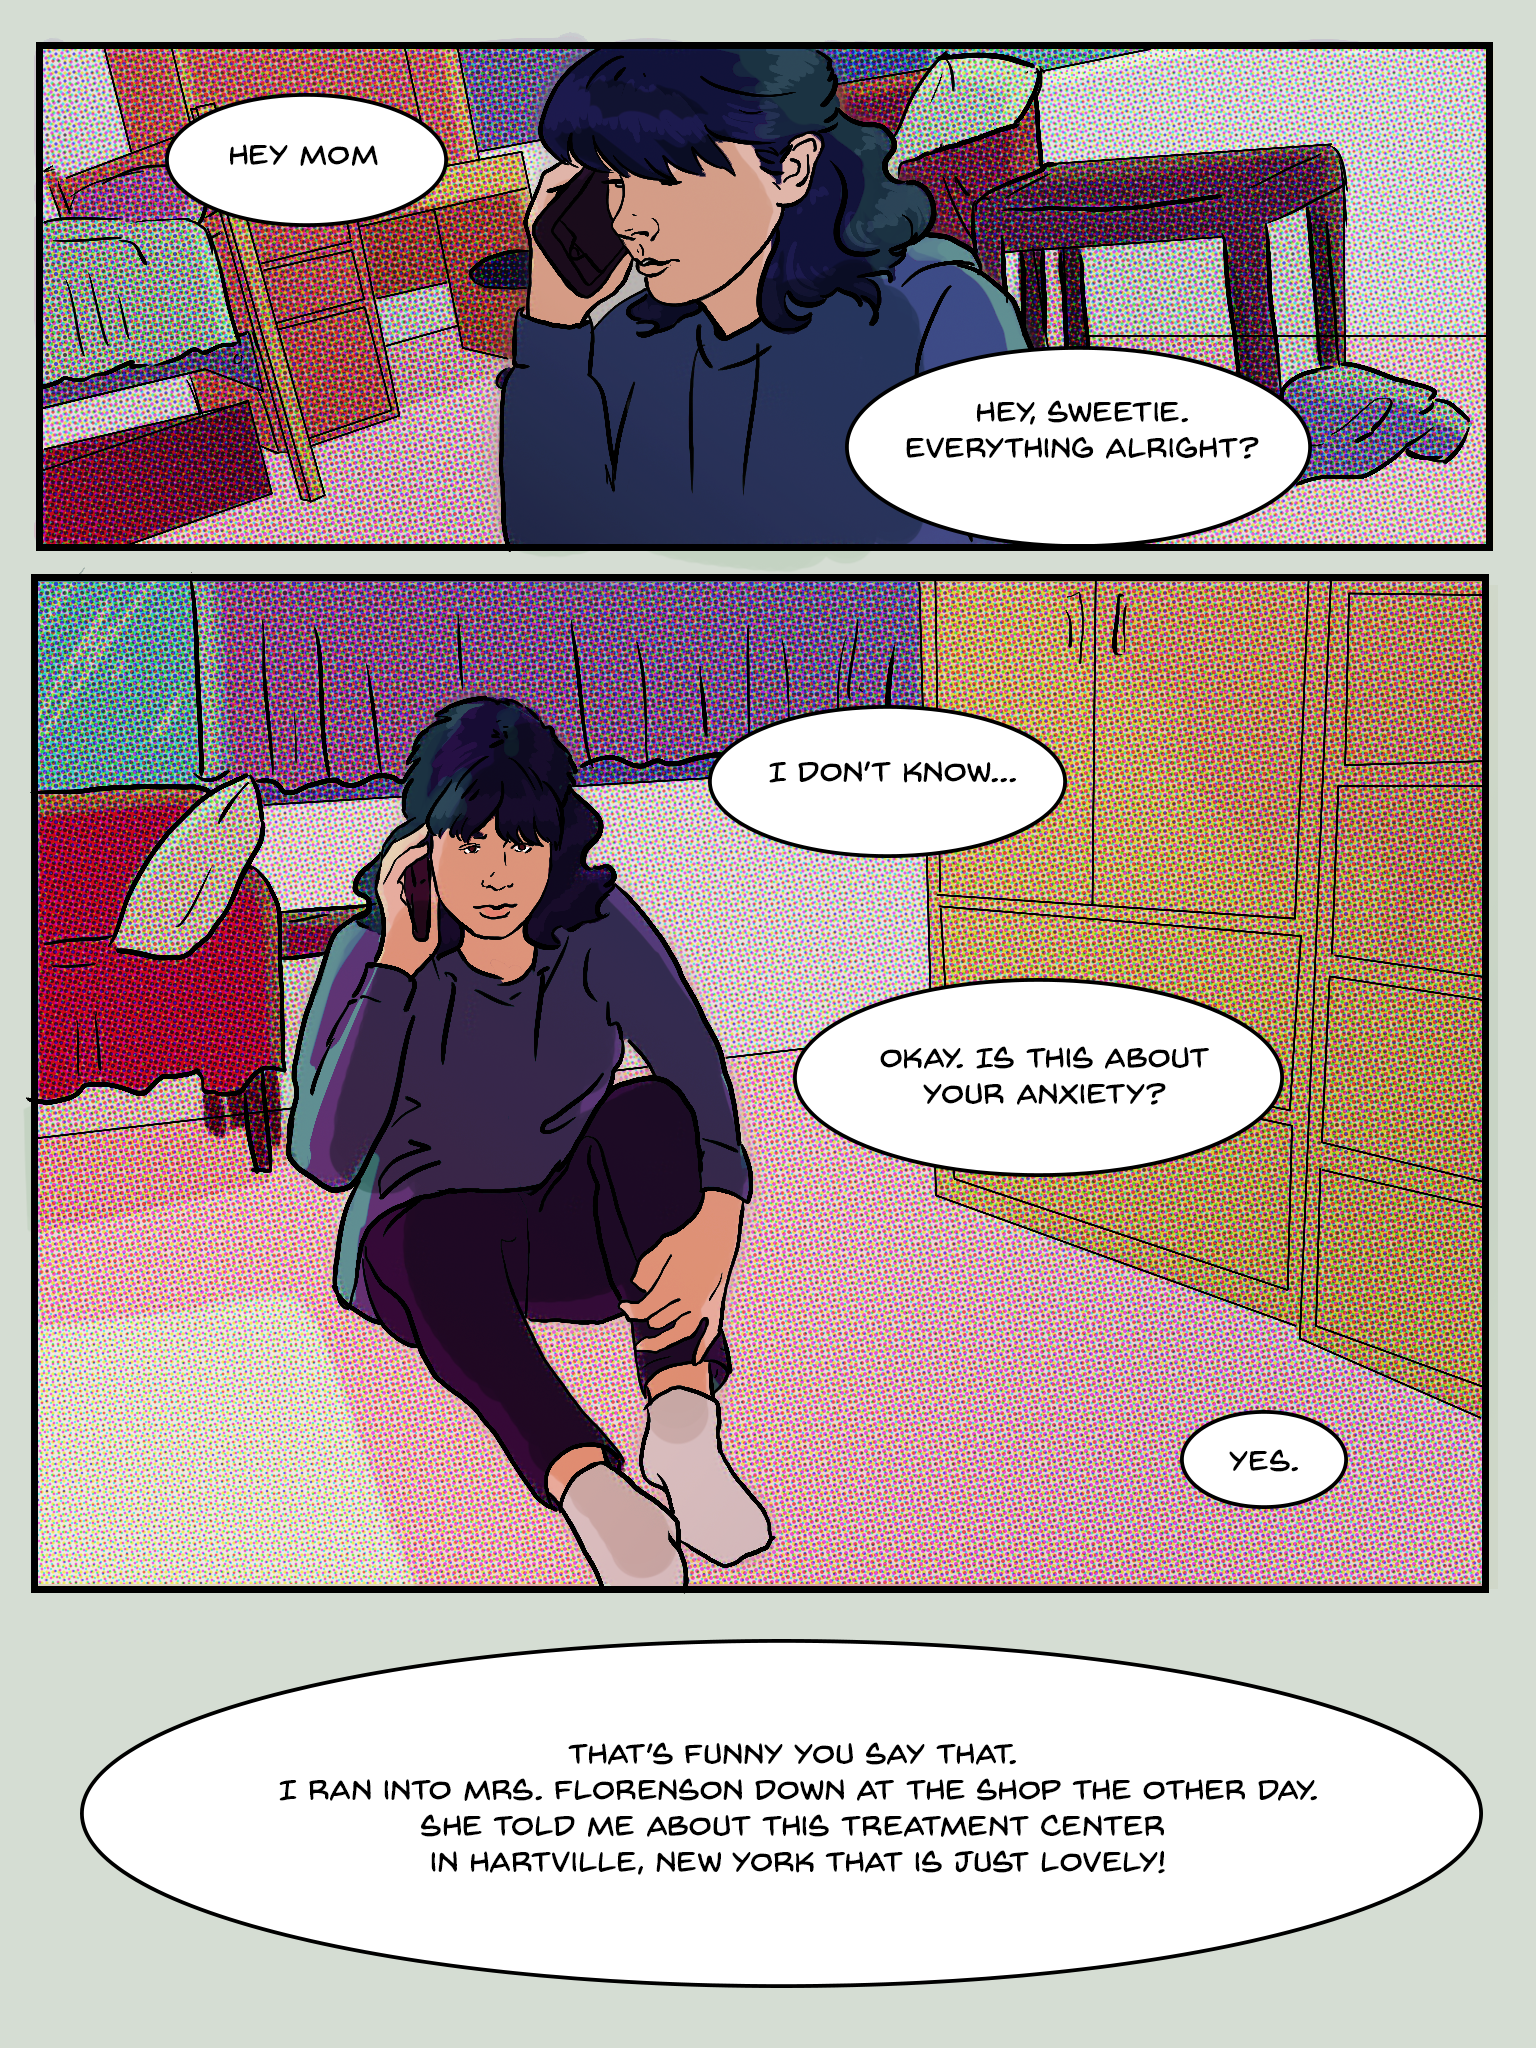 HEY MOM
HEY, SWEETIE.
EVERYTHING ALRIGHT?
I DON'T KNOW...
OKAY. IS THIS ABOUT
YOUR ANXIETY?
YES.
THAT'S FUNNY YOU SAY THAT.
I RAN INTO MRS. FLORENSON DOWN AT THE SHOP THE OTHER DAY.
SHE TOLD ME ABOUT THIS TREATMENT CENTER
IN HARTVILLE, NEW YORK THAT IS JUST LOVELY!